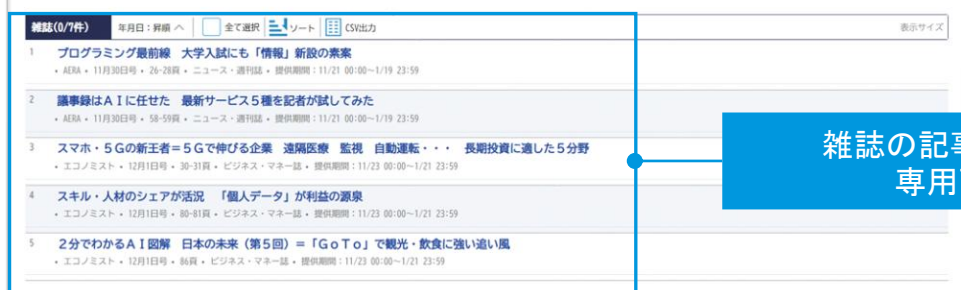 雑誌(0/7件) 年月日：昇順 全て選択 ソート CSV出力 表示サイズ
1 プログラミング最前線 大学入試にも「情報」新設の素案
• AERA • 11月30日号 • 26-28頁 • ニュース・週刊誌 • 提供期間：11/21 00:00～1/19 23:59
2 議事録はＡＩに任せた 最新サービス５種を記者が試してみた
• AERA • 11月30日号 • 58-59頁 • ニュース・週刊誌 • 提供期間：11/21 00:00～1/19 23:59
3 スマホ・５Ｇの新王者＝５Ｇで伸びる企業 遠隔医療 監視 自動運転・・・ 長期投資に適した５分野
• エコノミスト • 12月1日号 • 30-31頁 • ビジネス・マネー誌 • 提供期間：11/23 00:00～1/21 23:59
雑誌の記
専用
4 スキル・人材のシェアが活況 「個人データ」が利益の源泉
• エコノミスト • 12月1日号 • 80-81頁 • ビジネス・マネー誌 • 提供期間：11/23 00:00～1/21 23:59
5 ２分でわかるＡＩ図解 日本の未来（第５回）＝「ＧｏＴｏ」で観光・飲食に強い追い風
• エコノミスト • 12月1日号 • 86頁 • ビジネス・マネー誌 • 提供期間：11/23 00:00～1/21 23:59